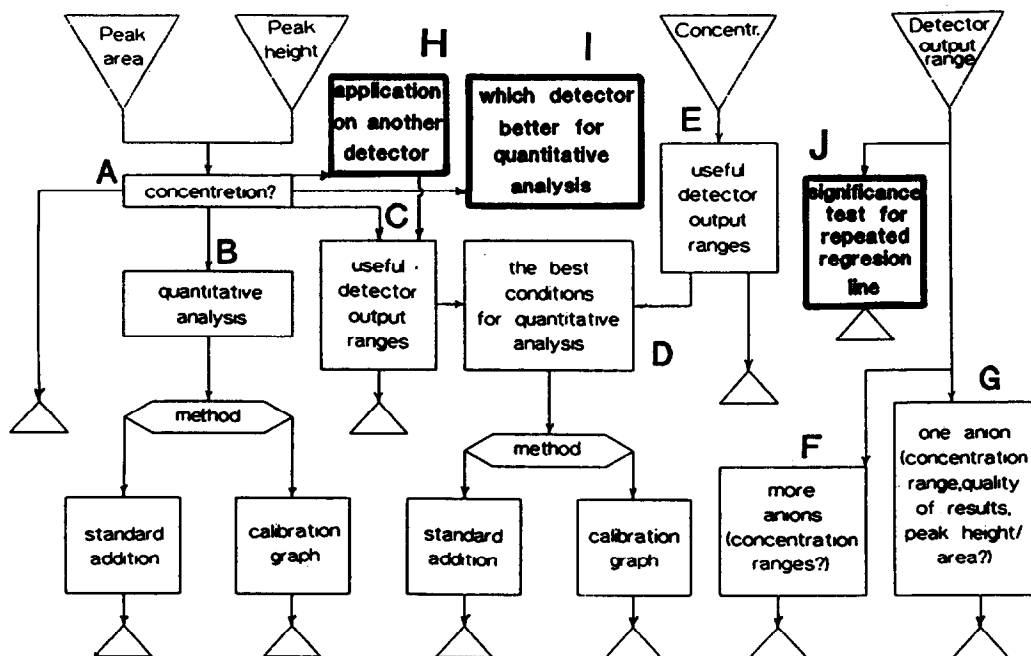 Peak
area
Peak
height
H
I
Concentr.
Detector
output
range
application
on another
detector
which detector
better for
quantitative
analysis
E
J
A
concentretion?
useful
detector
output
ranges
significance
test for
repeated
regresion
line
B
C
quantitative
analysis
useful
detector
output
ranges
the best
conditions
for quantitative
analysis
D
G
method
method
F
one anion
(concentration
range,quality
of results,
peak height/
area?)
standard
addition
calibration
graph
standard
addition
calibration
graph
more
anions
(concentration
ranges?)